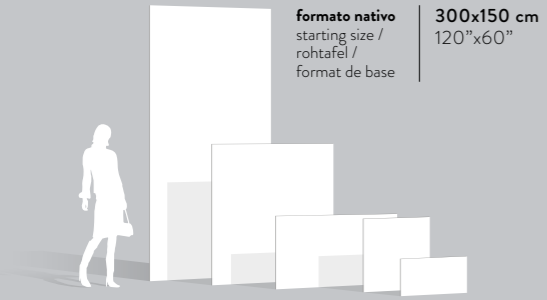 formato nativo
starting size /
rohtafel /
format de base
300x150 cm
120”x60”